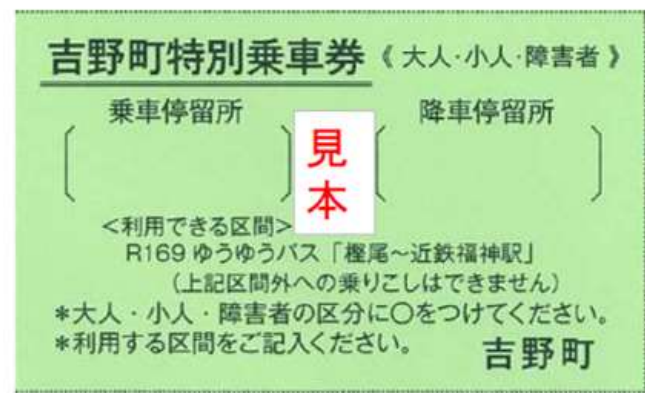 吉野町特別乗車券《大人・小人・障害者》
乗車停留所
降車停留所
見本
<利用できる区間>
R169 ゆうゆうバス「樫尾～近鉄福神駅」
（上記区間外への乗りこしはできません）
*大人・小人・障害者の区分に〇をつけてください。
*利用する区間をご記入ください。
吉野町